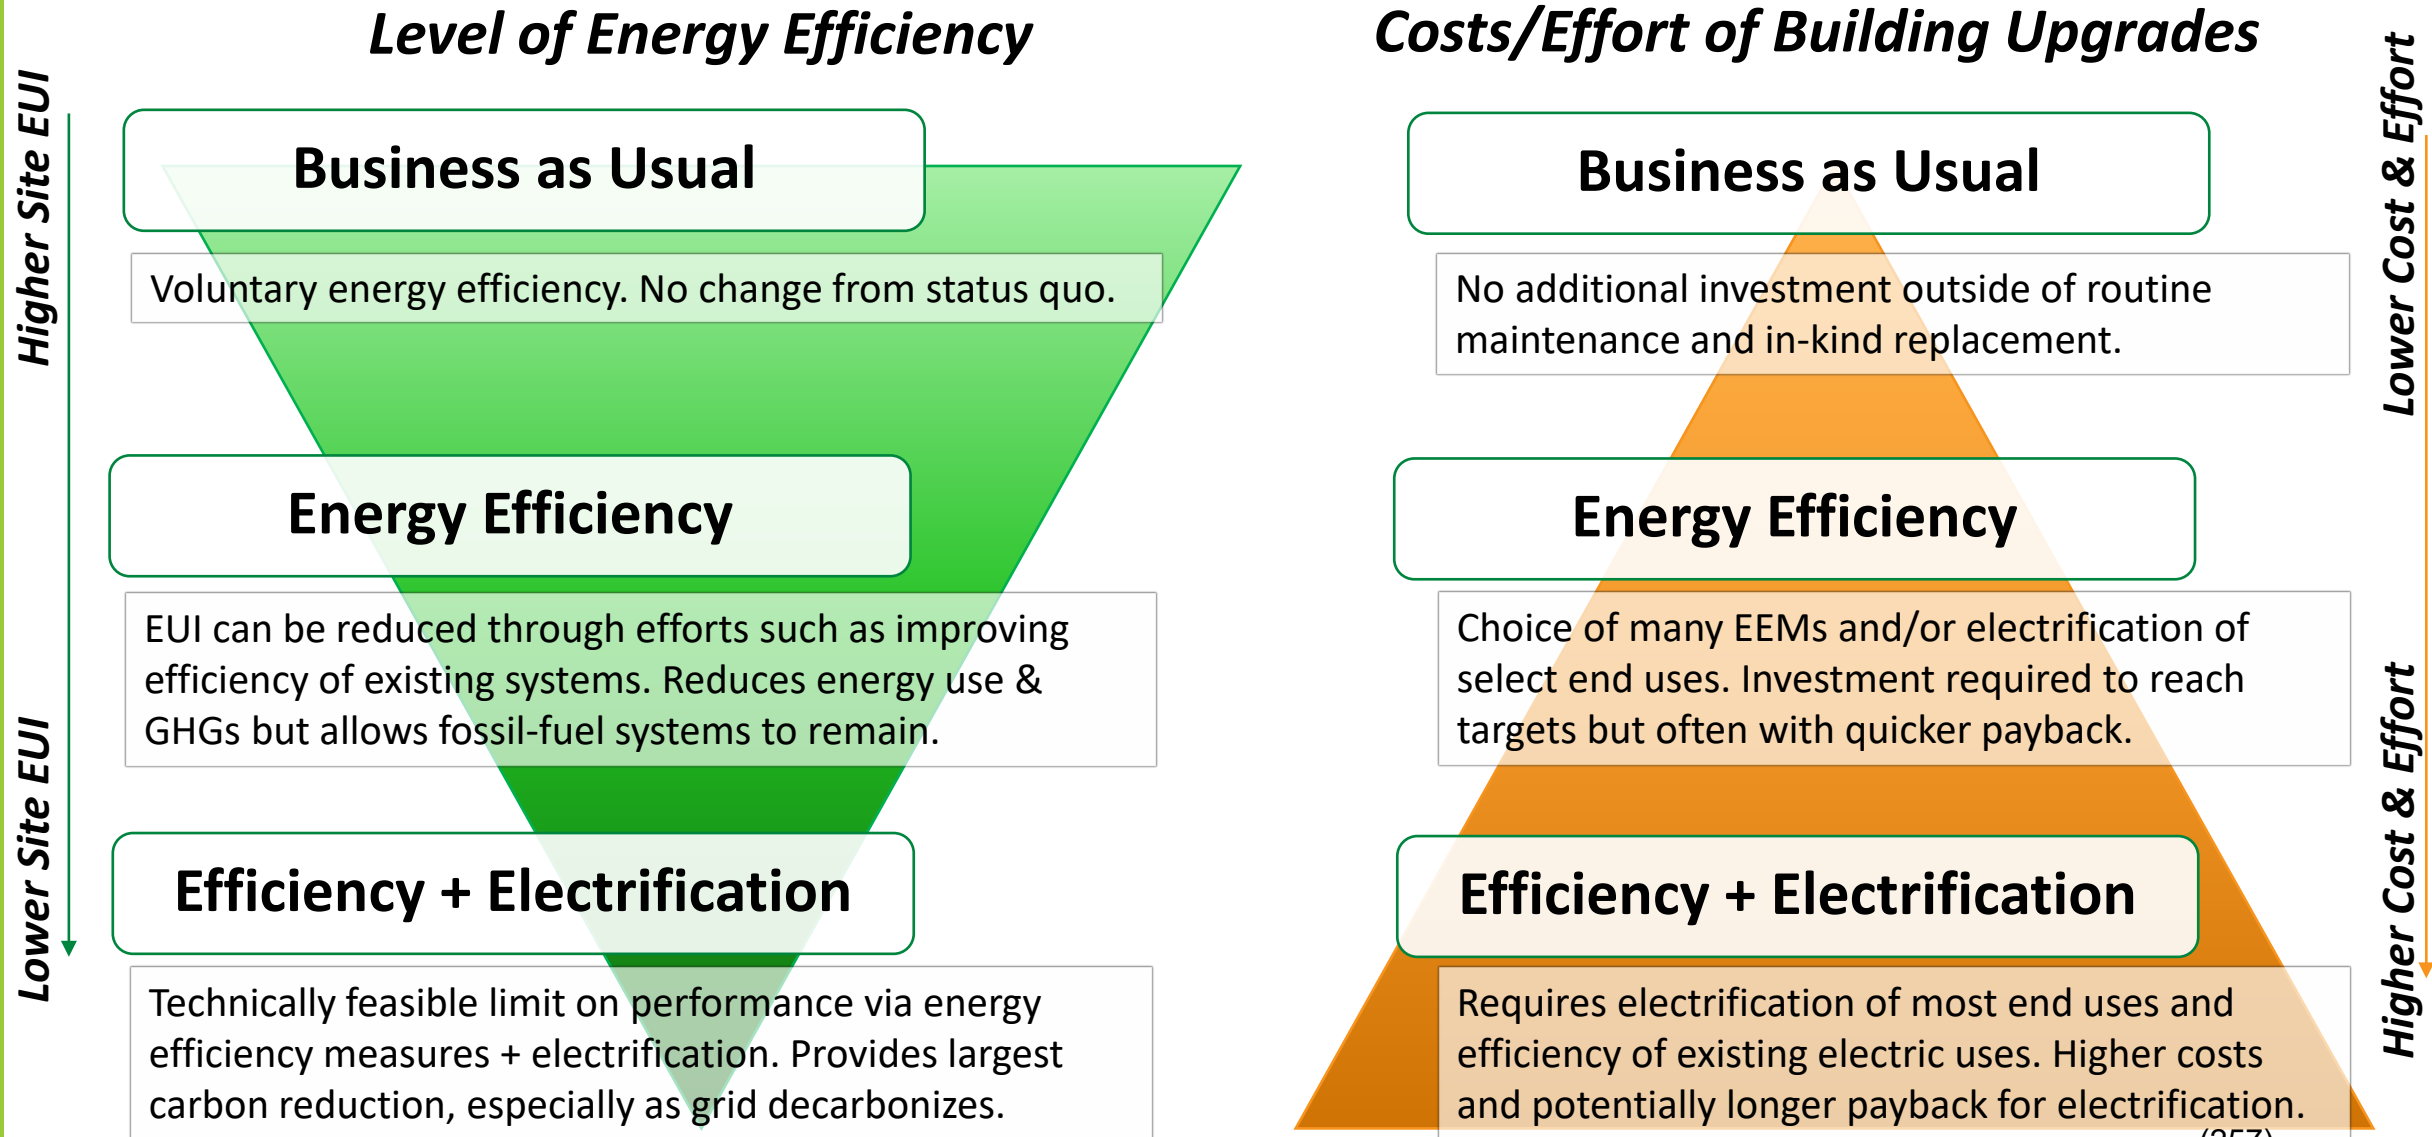 Level of Energy Efficiency
Higher Site EUI
Lower Site EUI
Business as Usual
Voluntary energy efficiency. No change from status quo.
Energy Efficiency
EUI can be reduced through efforts such as improving
efficiency of existing systems. Reduces energy use &
GHGs but allows fossil-fuel systems to remain.
Efficiency + Electrification
Technically feasible limit on performance via energy
efficiency measures + electrification. Provides largest
carbon reduction, especially as grid decarbonizes.
Costs/Effort of Building Upgrades
Lower Cost & Effort
Higher Cost & Effort
Business as Usual
No additional investment outside of routine
maintenance and in-kind replacement.
Energy Efficiency
Choice of many EEMs and/or electrification of
select end uses. Investment required to reach
targets but often with quicker payback.
Efficiency + Electrification
Requires electrification of most end uses and
efficiency of existing electric uses. Higher costs
and potentially longer payback for electrification.